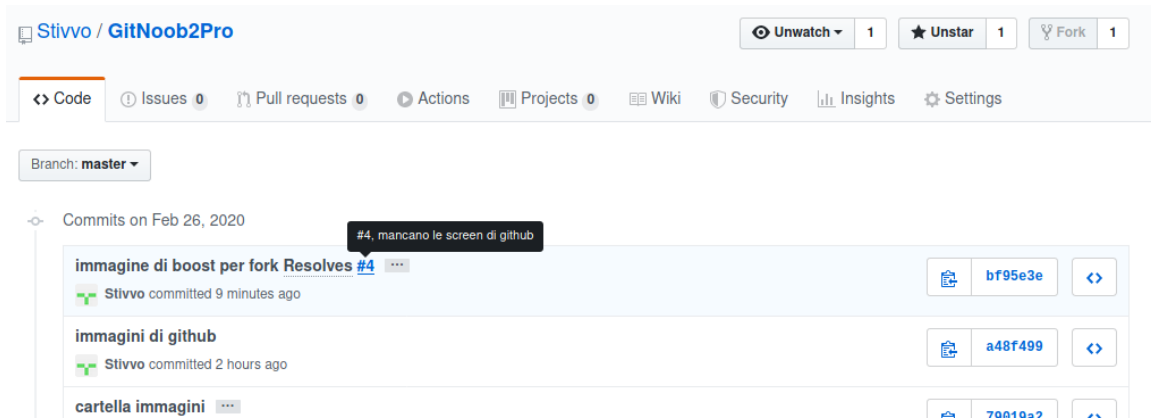 Stivvo / GitNoob2Pro
Unwatch 1 Unstar 1 Fork 1
Code Issues 0 Pull requests 0 Actions Projects 0 Wiki Security Insights Settings
Branch: master
Commits on Feb 26, 2020
#4, mancano le screen di github
immagine di boost per fork Resolves #4 ...
bf95e3e
Stivvo committed 9 minutes ago
immagini di github
a48f499
Stivvo committed 2 hours ago
cartella immagini ...
79019a2